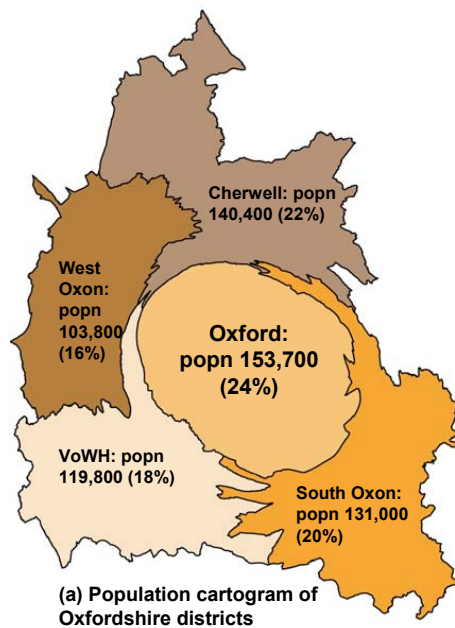 Cherwell: popn
140,400 (22%)
West
Oxon:
popn
103,800
(16%)
Oxford:
popn 153,700
(24%)
VoWH: popn
119,800 (18%)
South Oxon:
popn 131,000
(20%)
(a) Population cartogram of
Oxfordshire districts